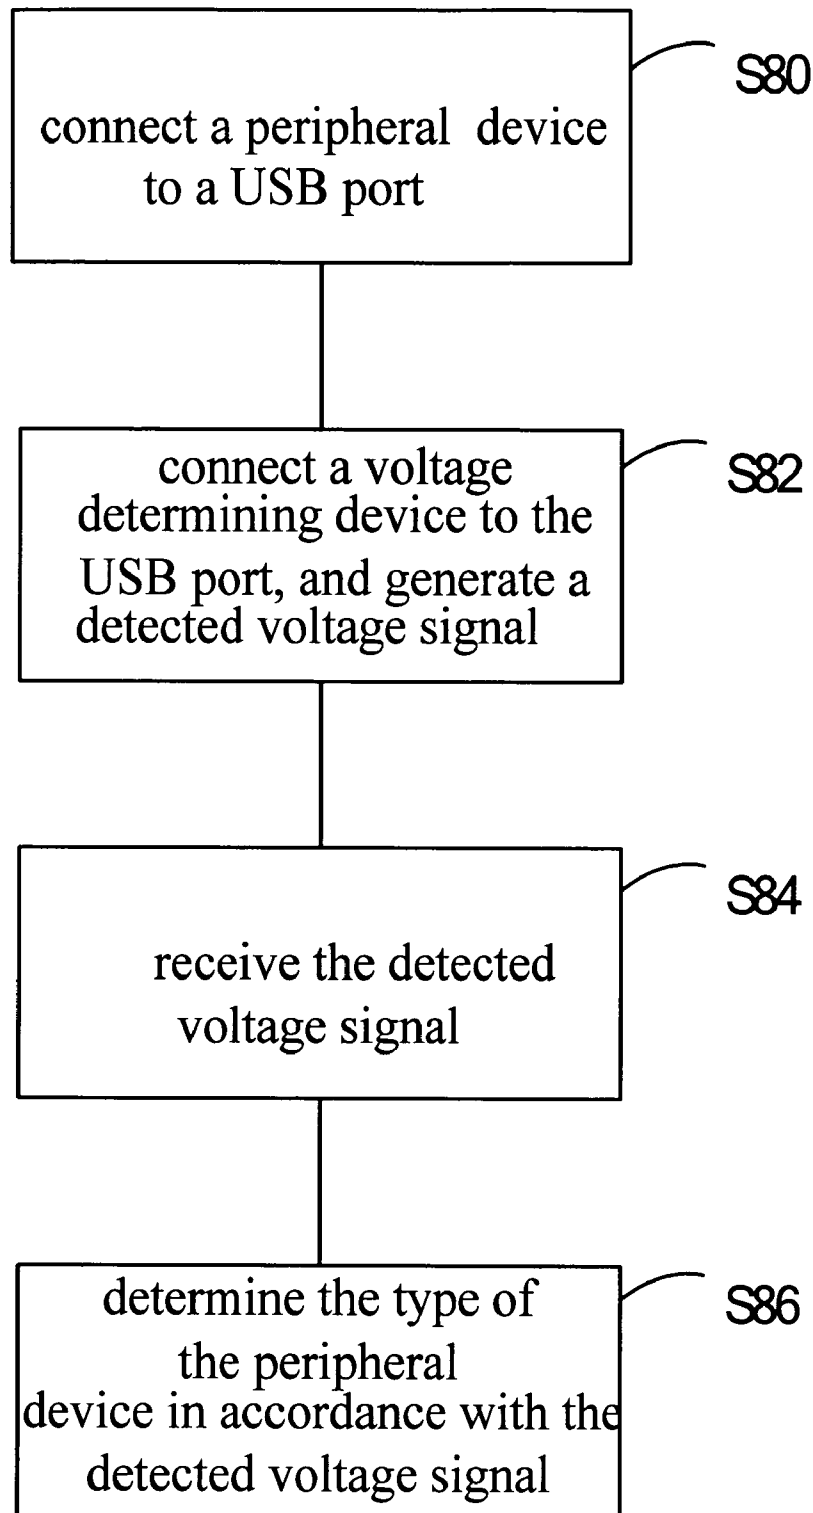 S80
connect a peripheral device
to a USB port
S82
connect a voltage
determining device to the
USB port, and generate a
detected voltage signal
S84
receive the detected
voltage signal
S86
determine the type of
the peripheral
device in accordance with the
detected voltage signal